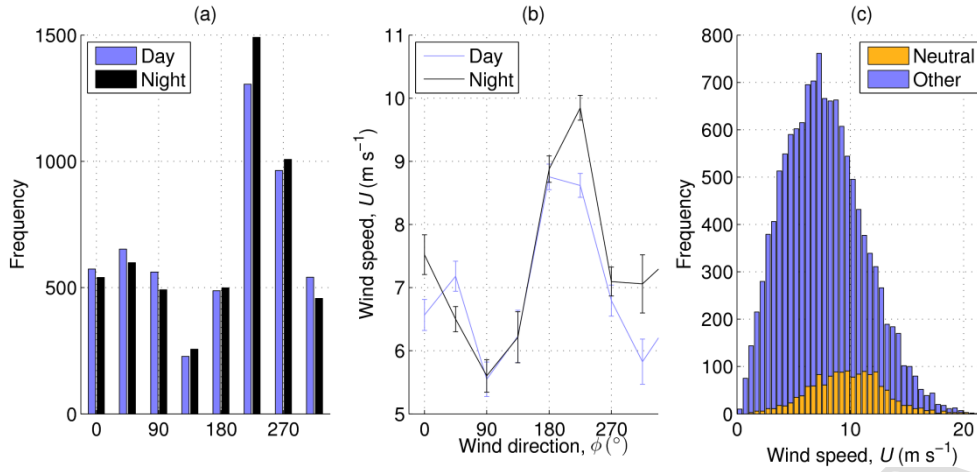 (a)
1500
1000
500
0
Frequency
Day
Night
0 90 180 270
(b)
11
10
9
8
7
6
5
Wind speed, U (m s⁻¹)
Day
Night
0 90 180 270
Wind direction, ϕ (°)
(c)
800
700
600
500
400
300
200
100
0
Frequency
Neutral
Other
0 10 20
Wind speed, U (m s⁻¹)